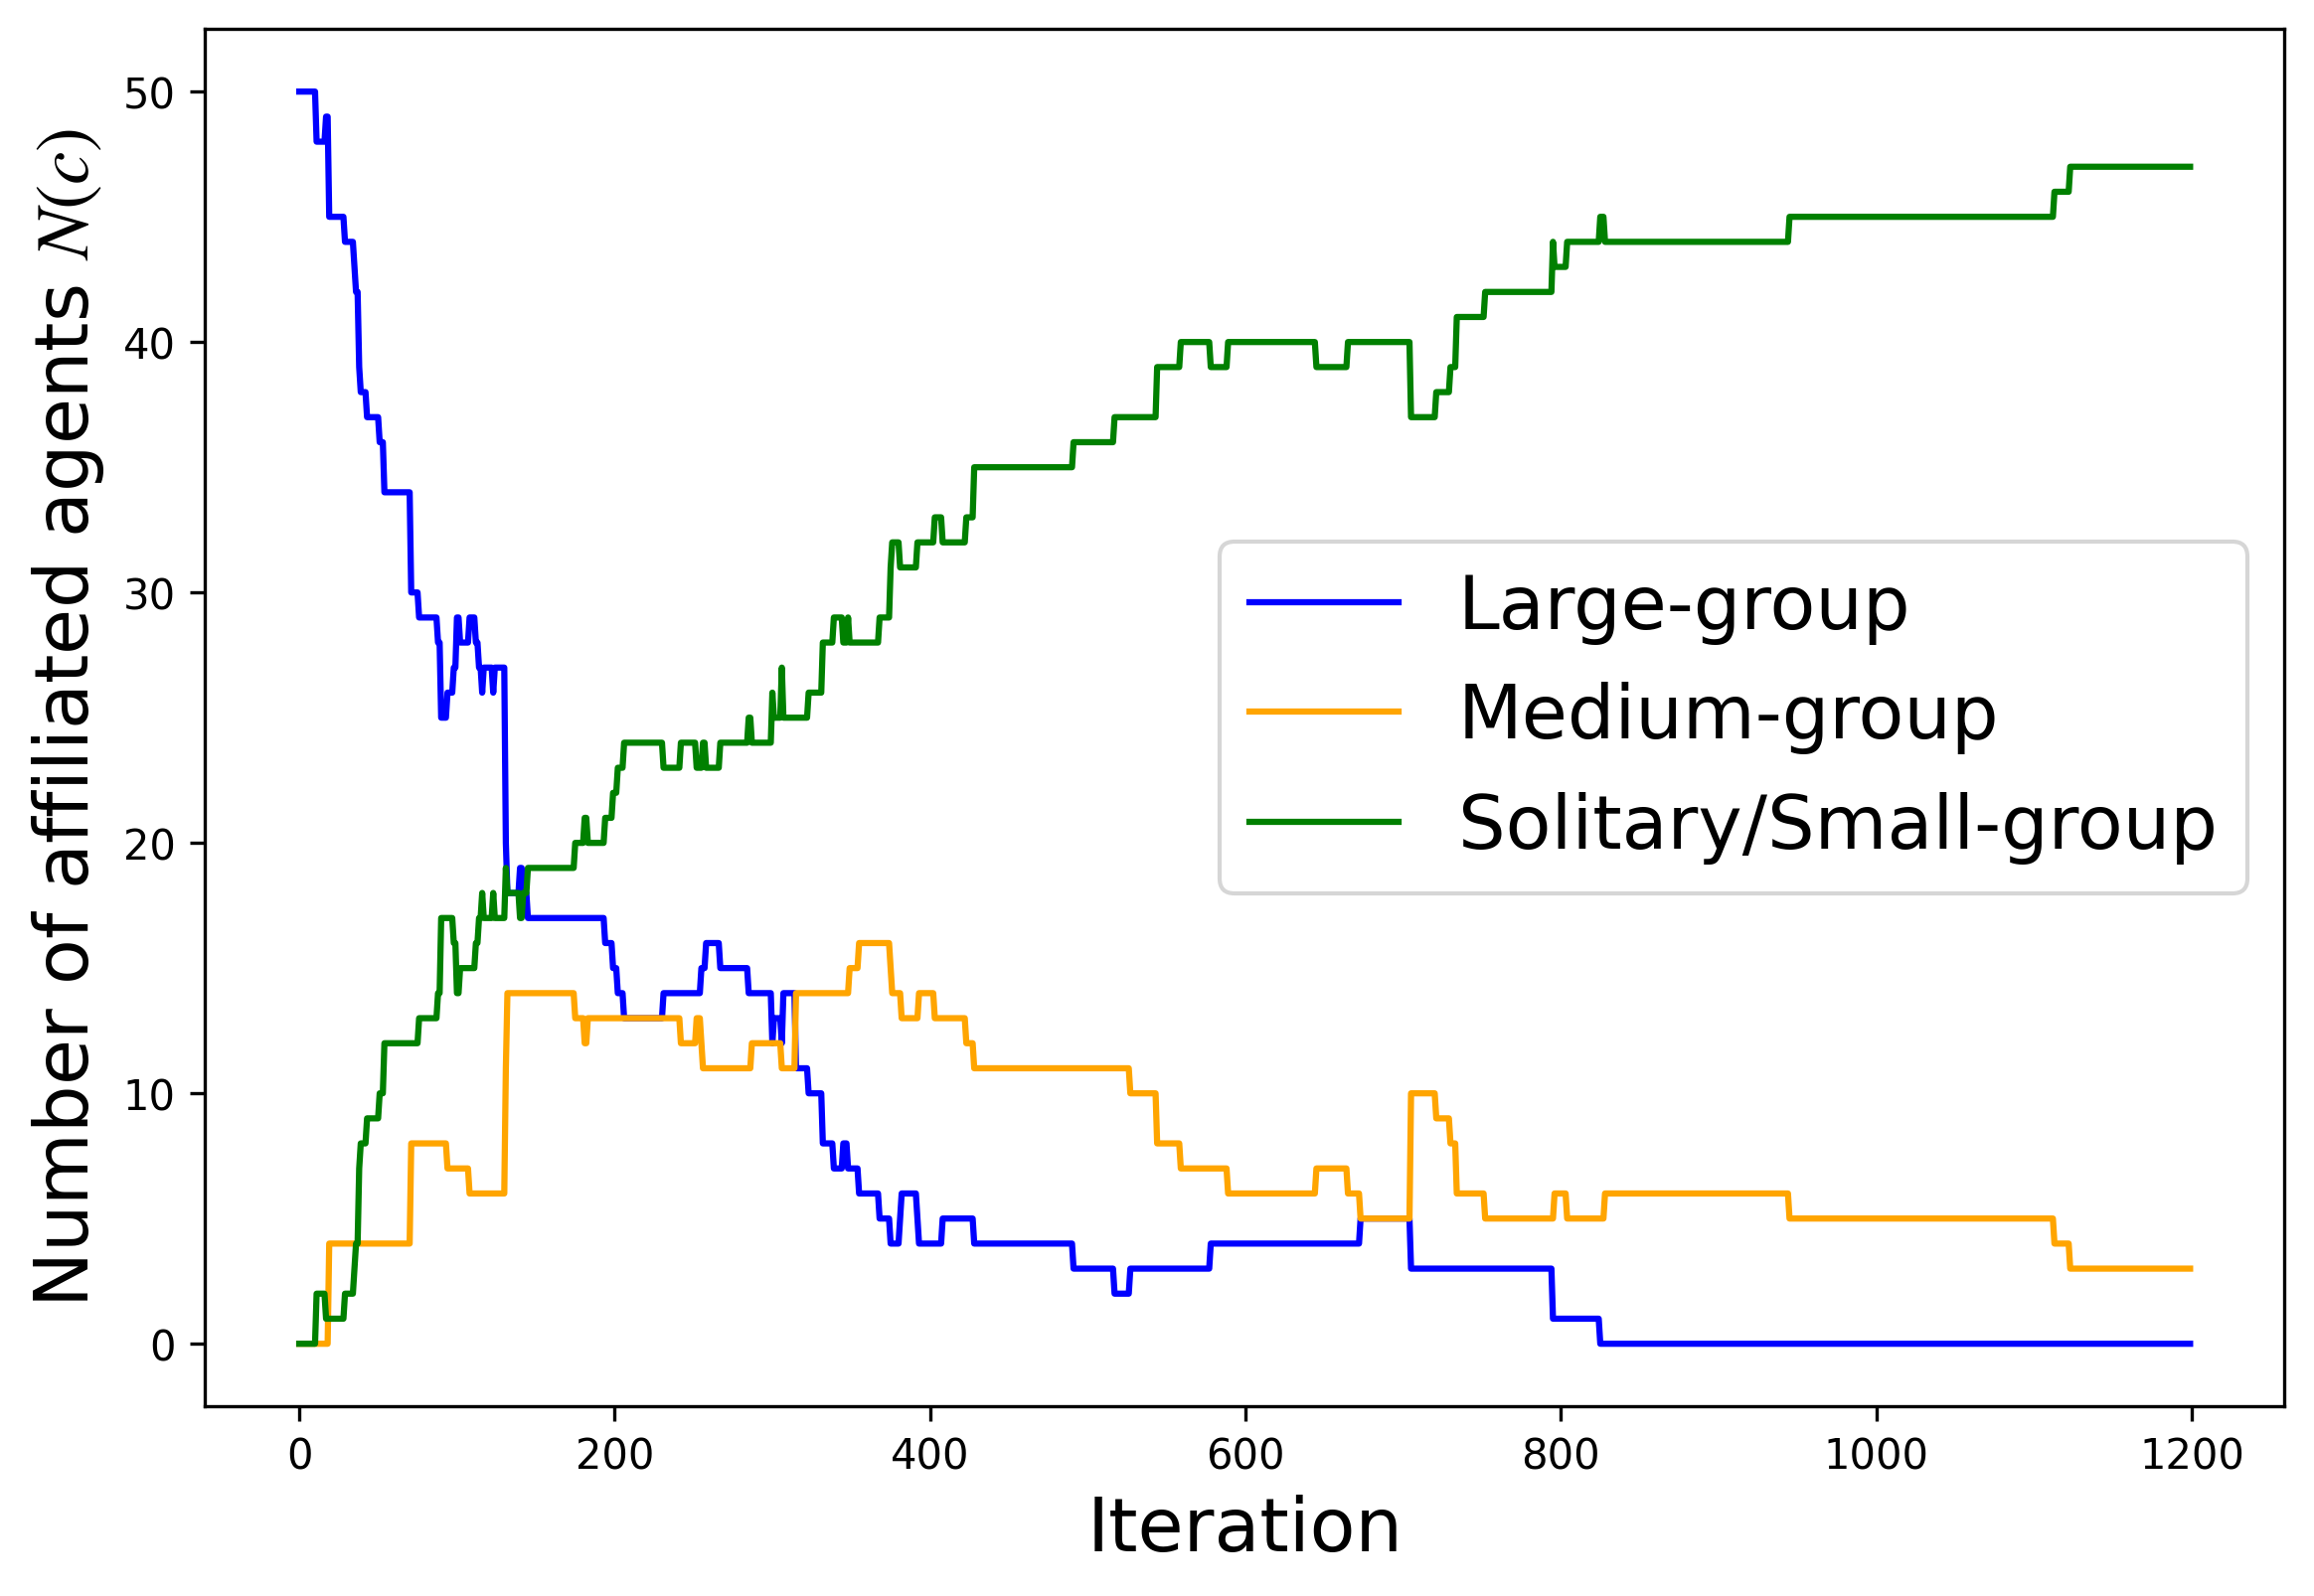 Number of affiliated agents N(c)
50
40
30
20
10
0
Large-group
Medium-group
Solitary/Small-group
0 200 400 600 800 1000 1200
Iteration